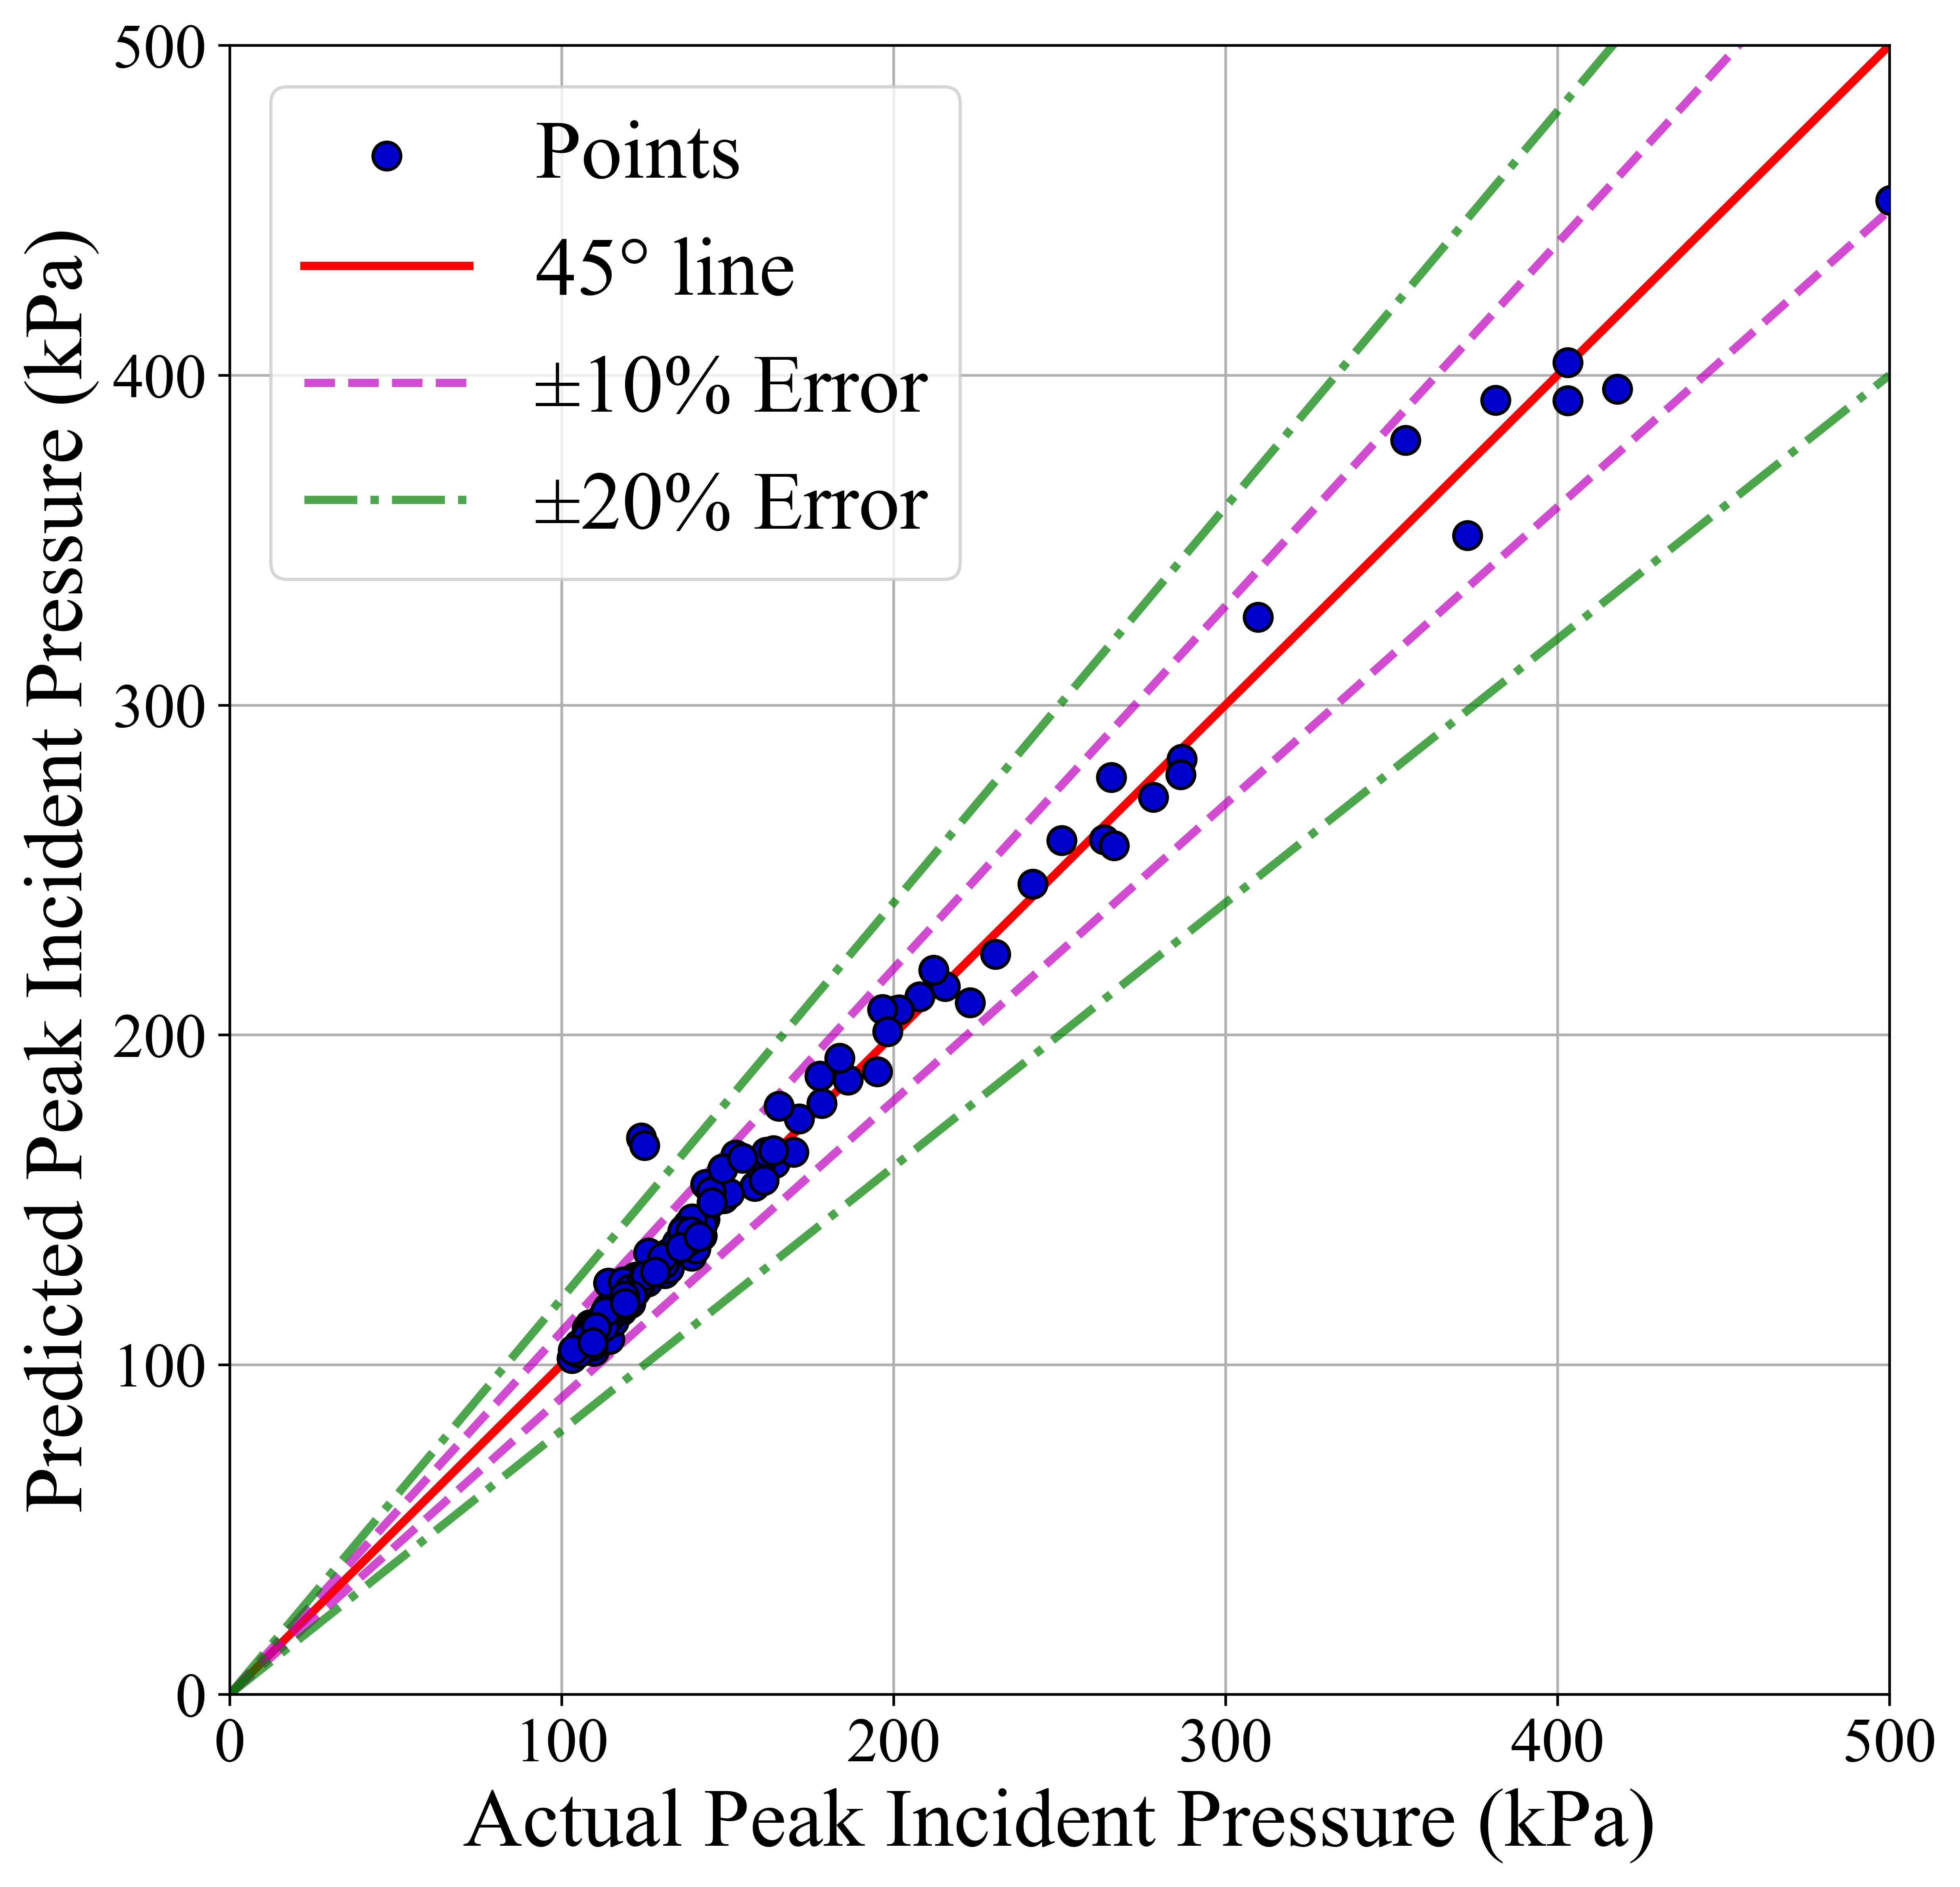 Points
45° line
±10% Error
±20% Error
500
400
300
200
100
0
0 100 200 300 400 500
Actual Peak Incident Pressure (kPa)
Predicted Peak Incident Pressure (kPa)